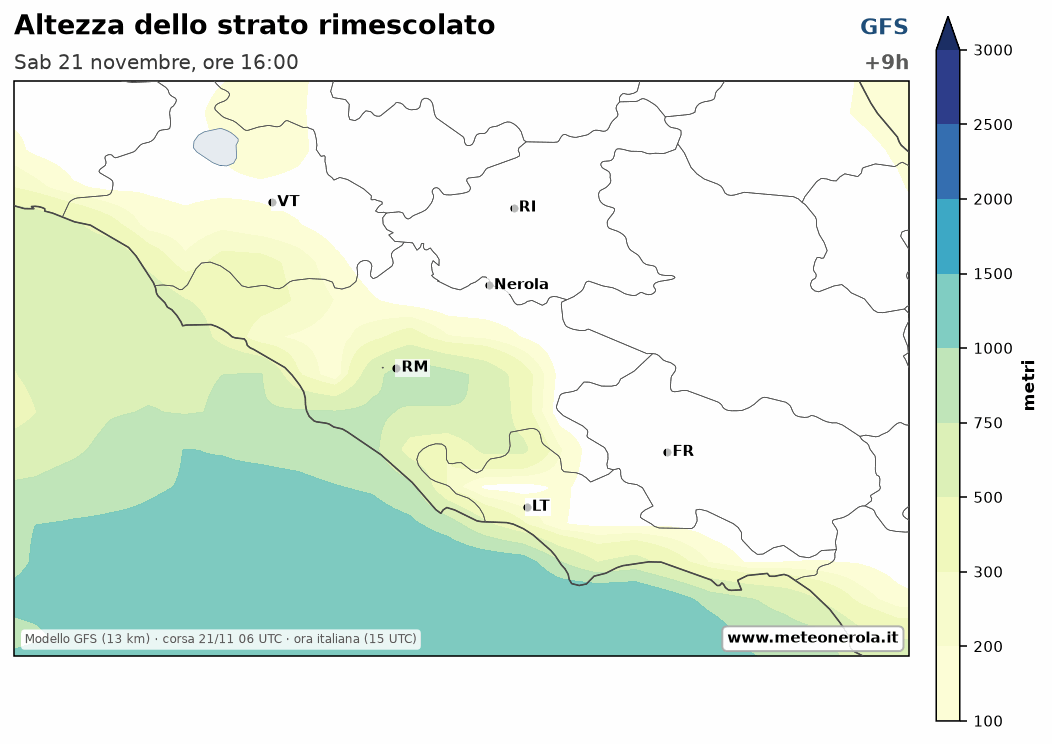 Altezza dello strato rimescolato
GFS
Sab 21 novembre, ore 16:00
+9h
3000
2500
2000
1500
1000
750
500
300
200
100
metri
VT
RI
Nerola
RM
FR
LT
Modello GFS (13 km) · corsa 21/11 06 UTC · ora italiana (15 UTC)
www.meteonerola.it